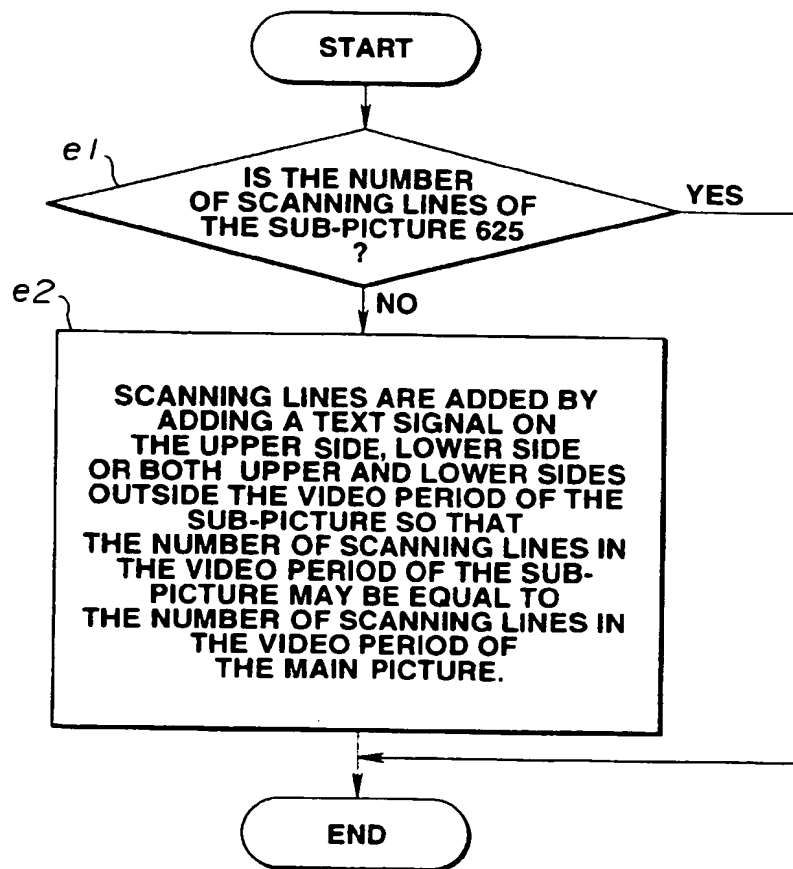 START
e1
IS THE NUMBER
OF SCANNING LINES OF
THE SUB-PICTURE 625
?
YES
NO
e2
SCANNING LINES ARE ADDED BY
ADDING A TEXT SIGNAL ON
THE UPPER SIDE, LOWER SIDE
OR BOTH UPPER AND LOWER SIDES
OUTSIDE THE VIDEO PERIOD OF THE
SUB-PICTURE SO THAT
THE NUMBER OF SCANNING LINES IN
THE VIDEO PERIOD OF THE SUB-
PICTURE MAY BE EQUAL TO
THE NUMBER OF SCANNING LINES IN
THE VIDEO PERIOD OF
THE MAIN PICTURE.
END